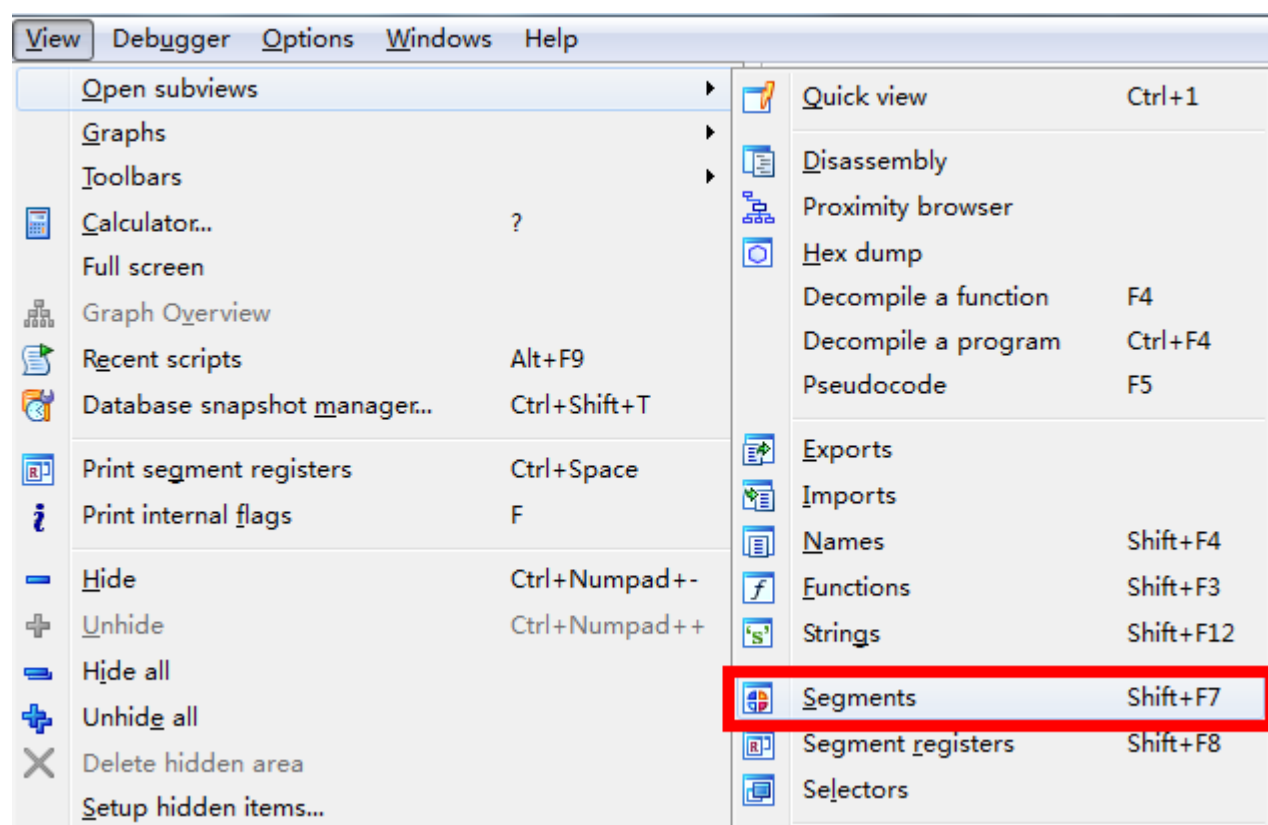 View Debugger Options Windows Help
Open subviews
Graphs
Toolbars
Calculator... ?
Full screen
Graph Overview
Recent scripts Alt+F9
Database snapshot manager... Ctrl+Shift+T
Print segment registers Ctrl+Space
Print internal flags F
Hide Ctrl+Numpad+-
Unhide Ctrl+Numpad++
Hide all
Unhide all
Delete hidden area
Setup hidden items...
Quick view Ctrl+1
Disassembly
Proximity browser
Hex dump
Decompile a function F4
Decompile a program Ctrl+F4
Pseudocode F5
Exports
Imports
Names Shift+F4
Functions Shift+F3
Strings Shift+F12
Segments Shift+F7
Segment registers Shift+F8
Selectors